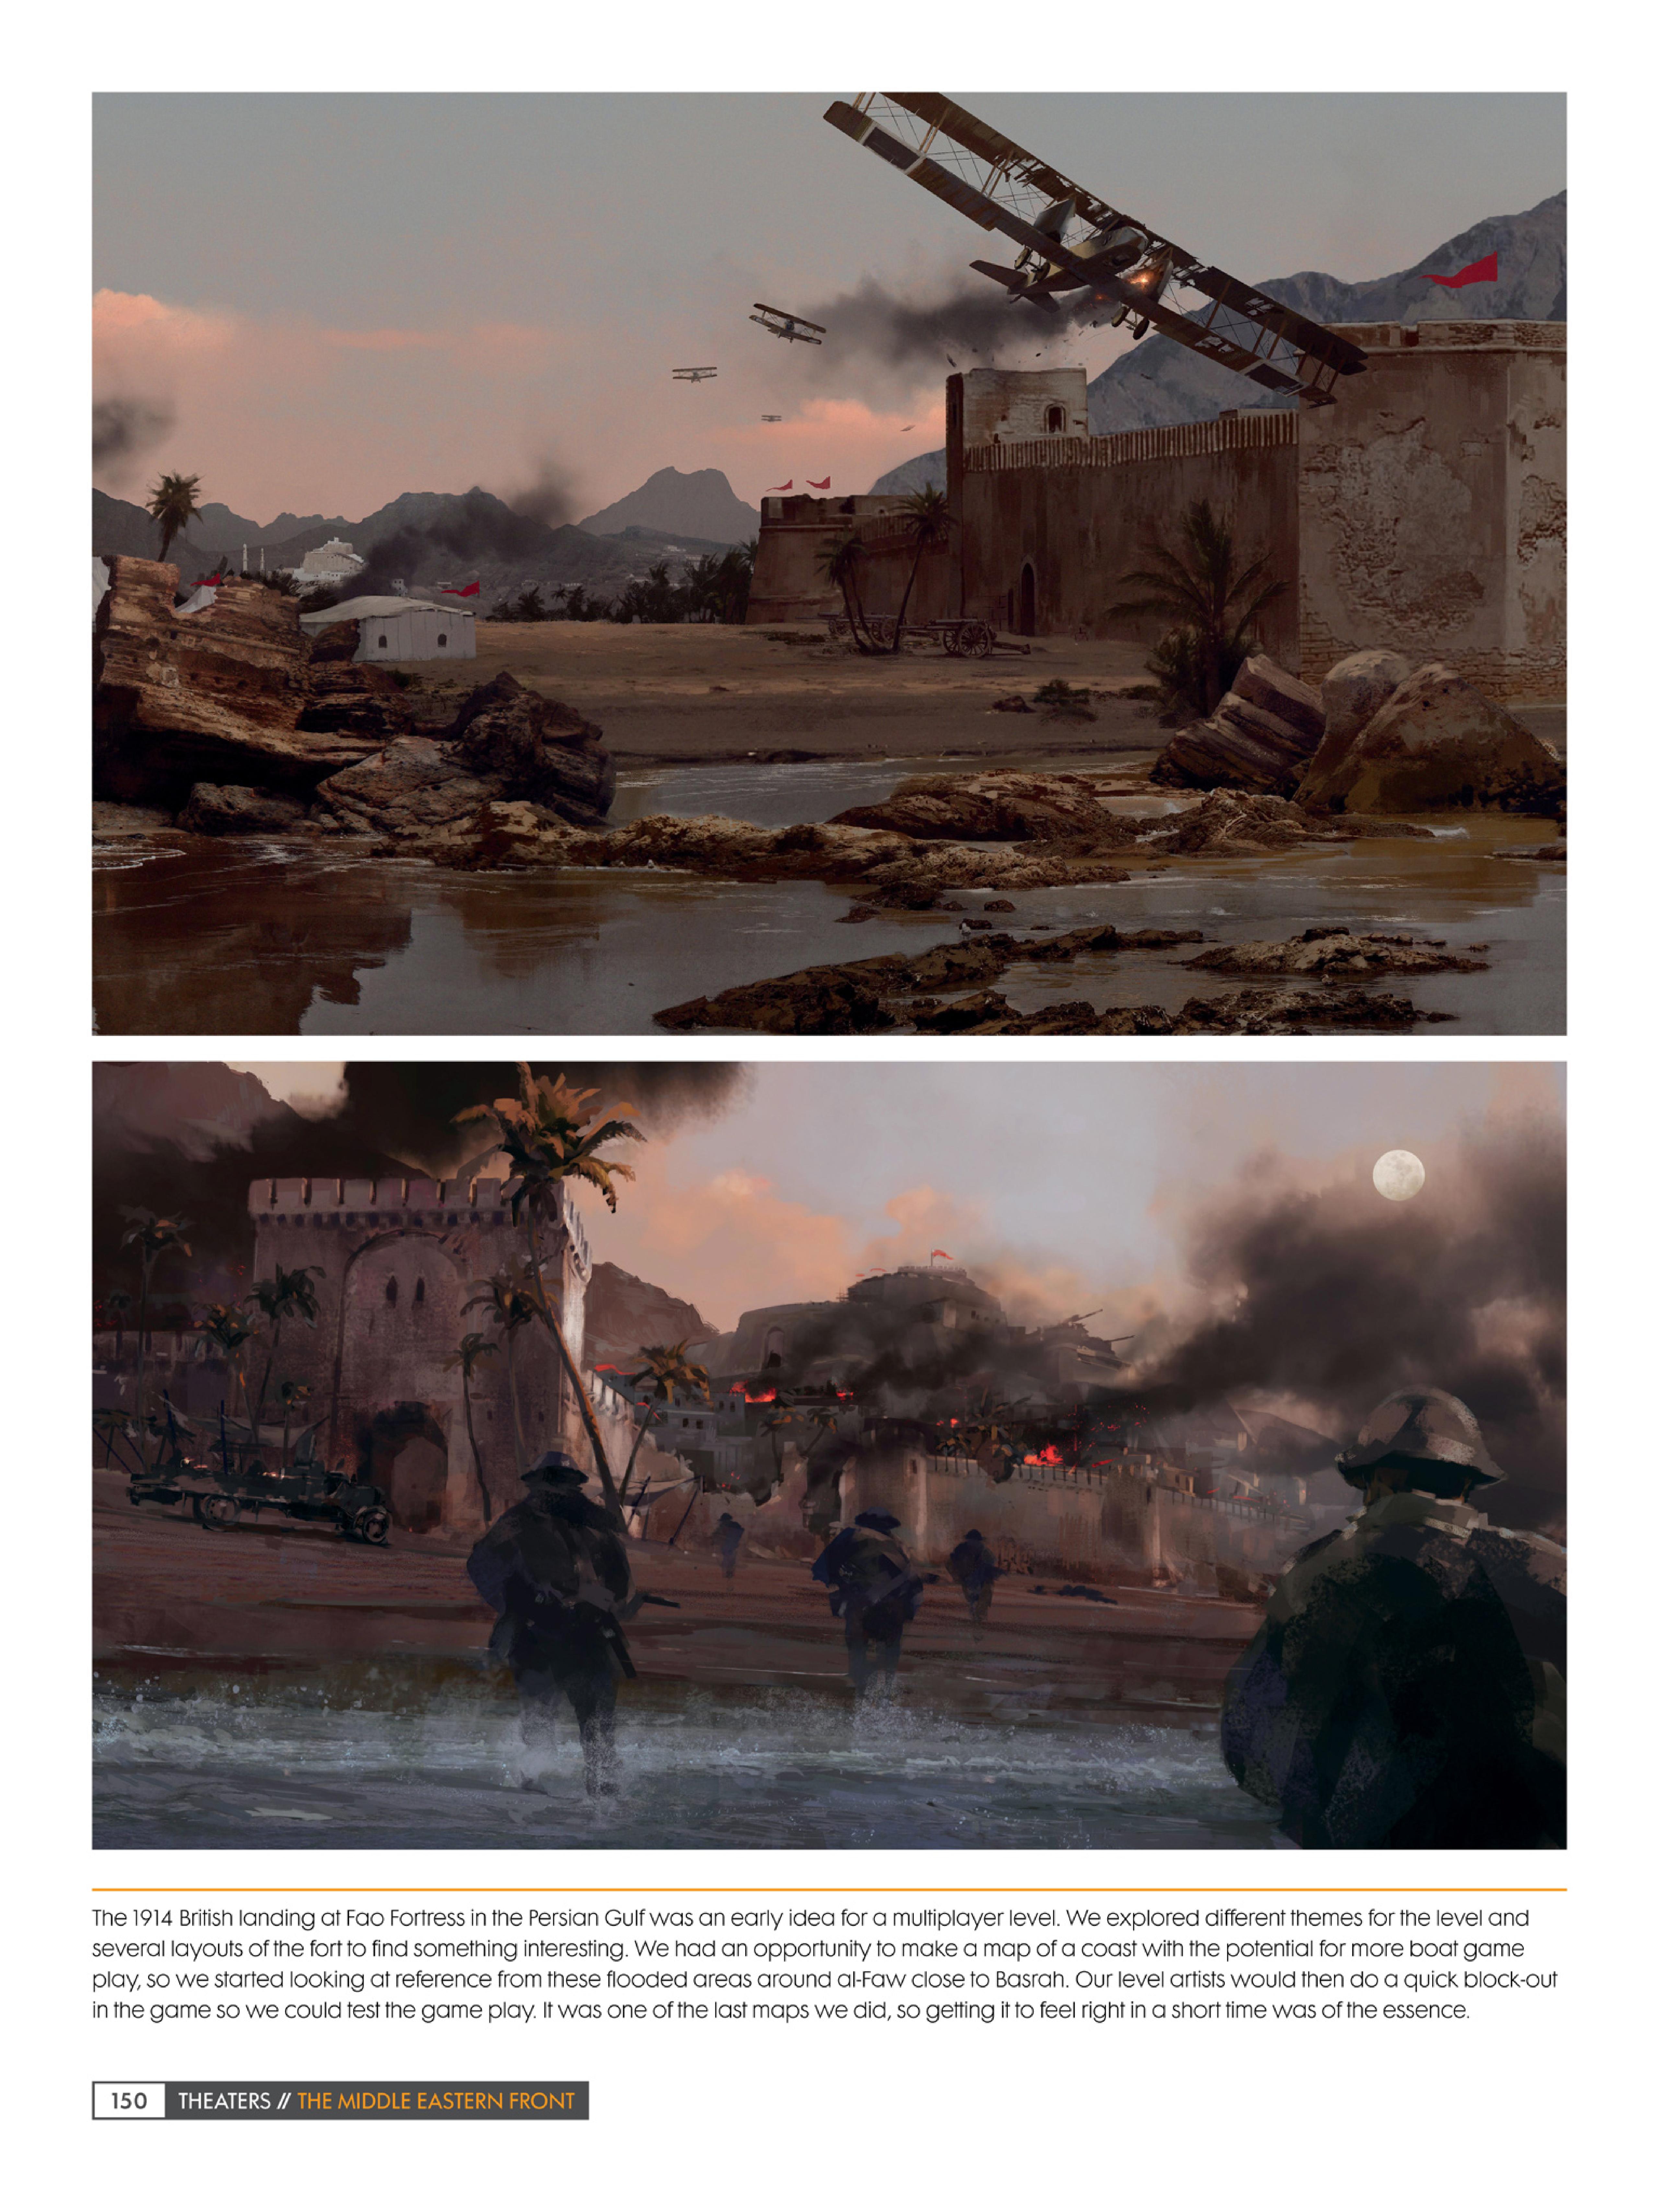 The 1914 British landing at Fao Fortress in the Persian Gulf was an early idea for a multiplayer level. We explored different themes for the level and
several layouts of the fort to find something interesting. We had an opportunity to make a map of a coast with the potential for more boat game
play, so we started looking at reference from these flooded areas around al-Faw close to Basrah. Our level artists would then do a quick block-out
in the game so we could test the game play. It was one of the last maps we did, so getting it to feel right in a short time was of the essence.
150 THEATERS // THE MIDDLE EASTERN FRONT